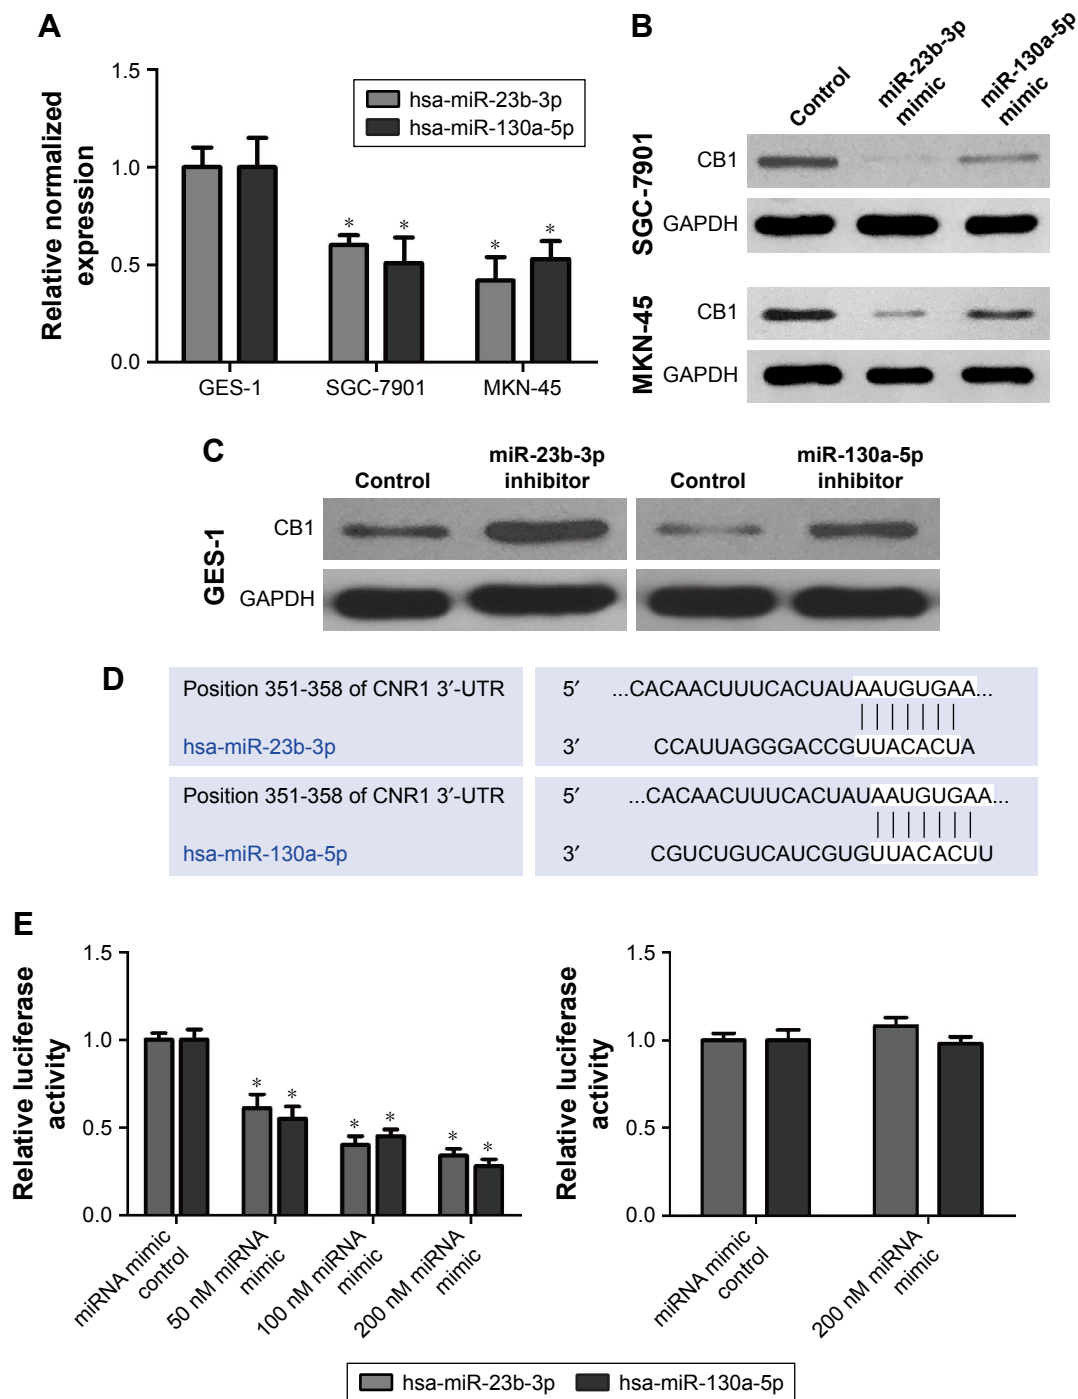 A
Relative normalized
expression
1.5
1.0
0.5
0.0
hsa-miR-23b-3p
hsa-miR-130a-5p
*
*
*
*
GES-1
SGC-7901
MKN-45
B
Control
miR-23b-3p
mimic
miR-130a-5p
mimic
SGC-7901
CB1
GAPDH
MKN-45
CB1
GAPDH
C
Control
miR-23b-3p
inhibitor
Control
miR-130a-5p
inhibitor
GES-1
CB1
GAPDH
D
Position 351-358 of CNR1 3′-UTR 5′ ...CACAACUUUCACUAUAAUGUGAA...
hsa-miR-23b-3p 3′ CCAUUAGGGACCGUUACACUA
Position 351-358 of CNR1 3′-UTR 5′ ...CACAACUUUCACUAUAAUGUGAA...
hsa-miR-130a-5p 3′ CGUCUGUCAUCGUGUUACACUU
E
Relative luciferase
activity
1.5
1.0
0.5
0.0
*
*
*
*
*
*
miRNA mimic
control
50 nM miRNA
mimic
100 nM miRNA
mimic
200 nM miRNA
mimic
Relative luciferase
activity
1.5
1.0
0.5
0.0
miRNA mimic
control
200 nM miRNA
mimic
hsa-miR-23b-3p
hsa-miR-130a-5p